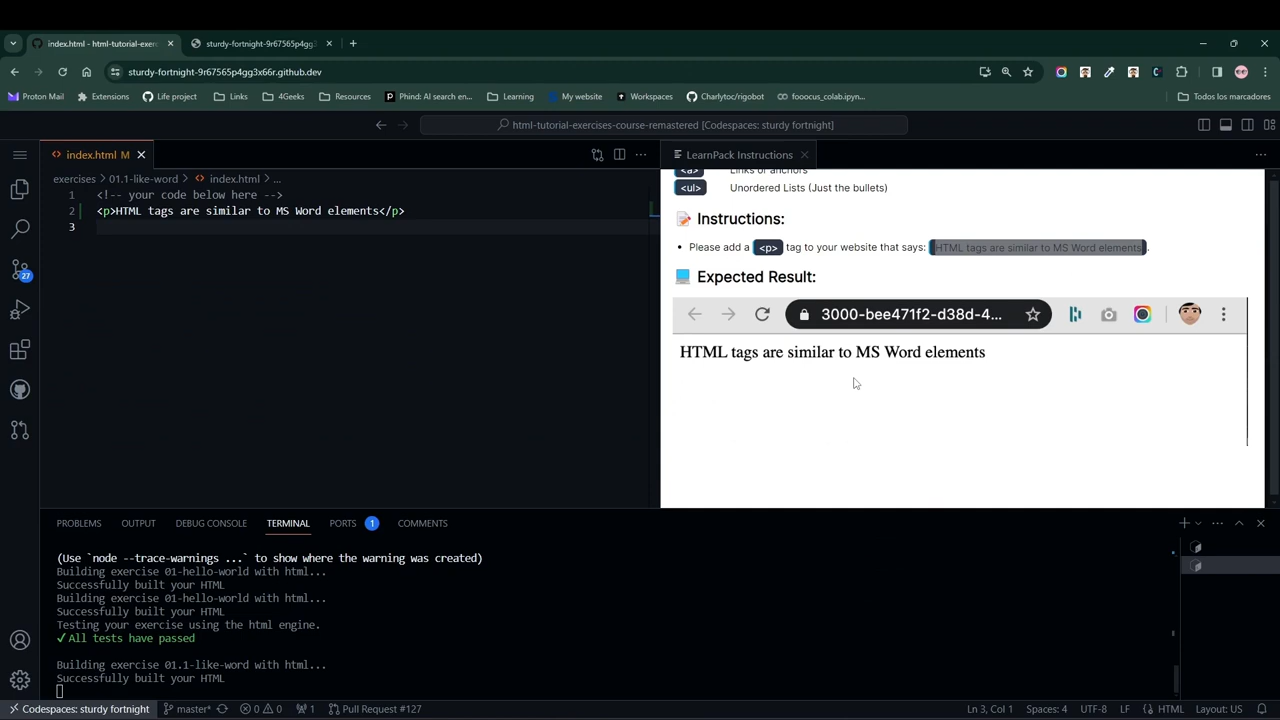 index.html - html-tutorial-exer
sturdy-fortnight-9r67565p4gg3
sturdy-fortnight-9r67565p4gg3x66r.github.dev
Proton Mail
Extensions
Life project
Links
4Geeks
Resources
Phind: AI search en...
Learning
My website
Workspaces
Charlytoc/rigobot
fooocus_colab.ipyn...
Todos los marcadores
html-tutorial-exercises-course-remastered [Codespaces: sturdy fortnight]
index.html M
LearnPack Instructions
exercises > 01.1-like-word > index.html > ...
1 <!-- your code below here -->
2 <p>HTML tags are similar to MS Word elements</p>
3
<a> Links or anchors
<ul> Unordered Lists (Just the bullets)
Instructions:
• Please add a <p> tag to your website that says: HTML tags are similar to MS Word elements.
Expected Result:
3000-bee471f2-d38d-4...
HTML tags are similar to MS Word elements
27
PROBLEMS OUTPUT DEBUG CONSOLE TERMINAL PORTS 1 COMMENTS
(Use `node --trace-warnings ...` to show where the warning was created)
Building exercise 01-hello-world with html...
Successfully built your HTML
Building exercise 01-hello-world with html...
Successfully built your HTML
Testing your exercise using the html engine.
✓ All tests have passed
Building exercise 01.1-like-word with html...
Successfully built your HTML
Codespaces: sturdy fortnight master* 0 0 1 Pull Request #127 Ln 3, Col 1 Spaces: 4 UTF-8 LF HTML Layout: US